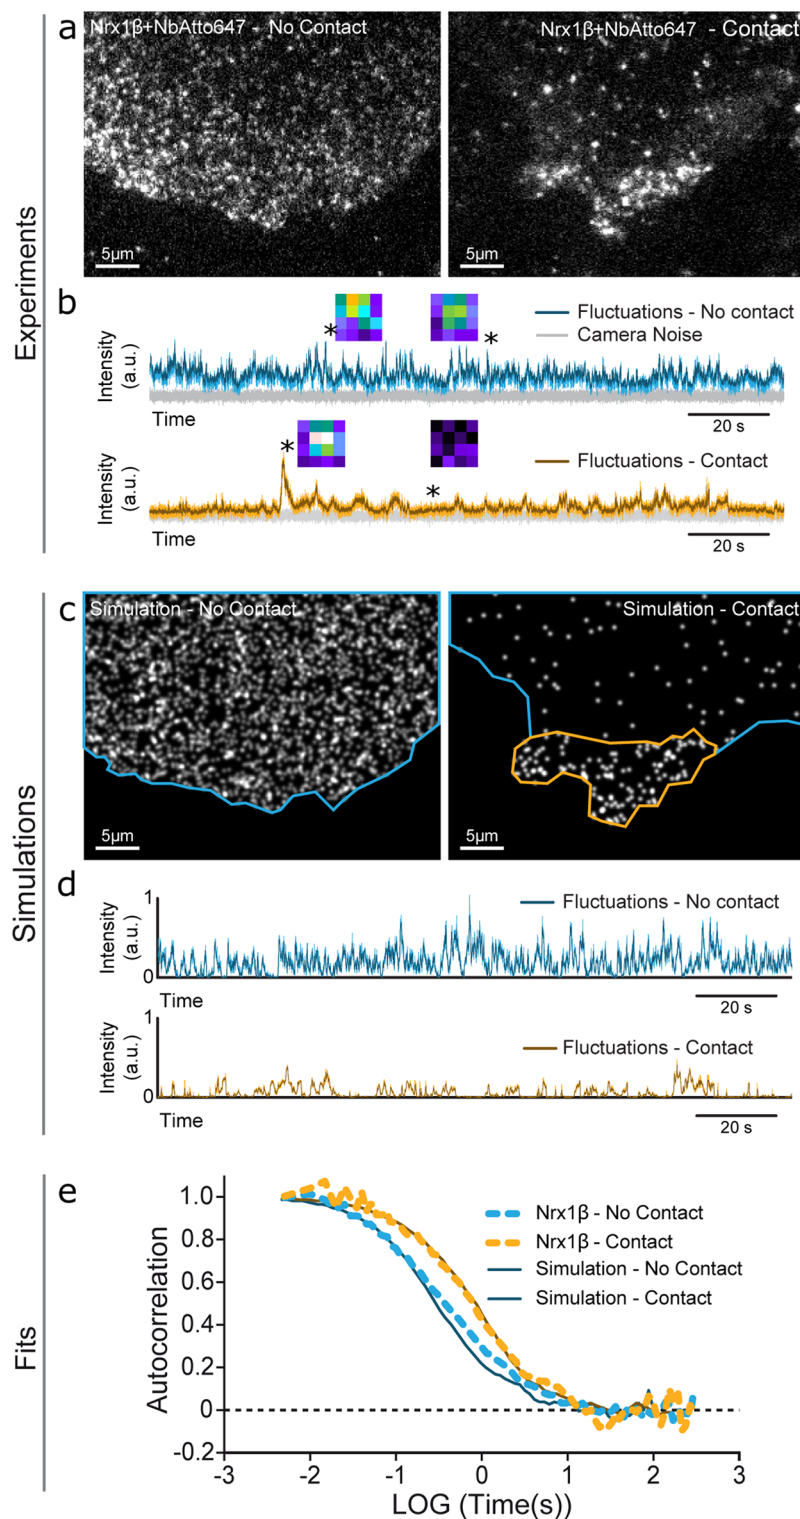 Experiments
a
Nrx1β+NbAtto647 - No Contact
Nrx1β+NbAtto647 - Contact
5µm
5µm
b
*
*
Fluctuations - No contact
Camera Noise
Intensity
(a.u.)
Time
20 s
*
*
Fluctuations - Contact
Intensity
(a.u.)
Time
20 s
Simulations
c
Simulation - No Contact
Simulation - Contact
5µm
5µm
d
1
Fluctuations - No contact
Intensity
(a.u.)
0
Time
20 s
1
Fluctuations - Contact
Intensity
(a.u.)
0
Time
20 s
Fits
e
1.0
0.8
0.6
0.4
0.2
0
-0.2
Autocorrelation
Nrx1β - No Contact
Nrx1β - Contact
Simulation - No Contact
Simulation - Contact
-3 -2 -1 0 1 2 3
LOG (Time(s))